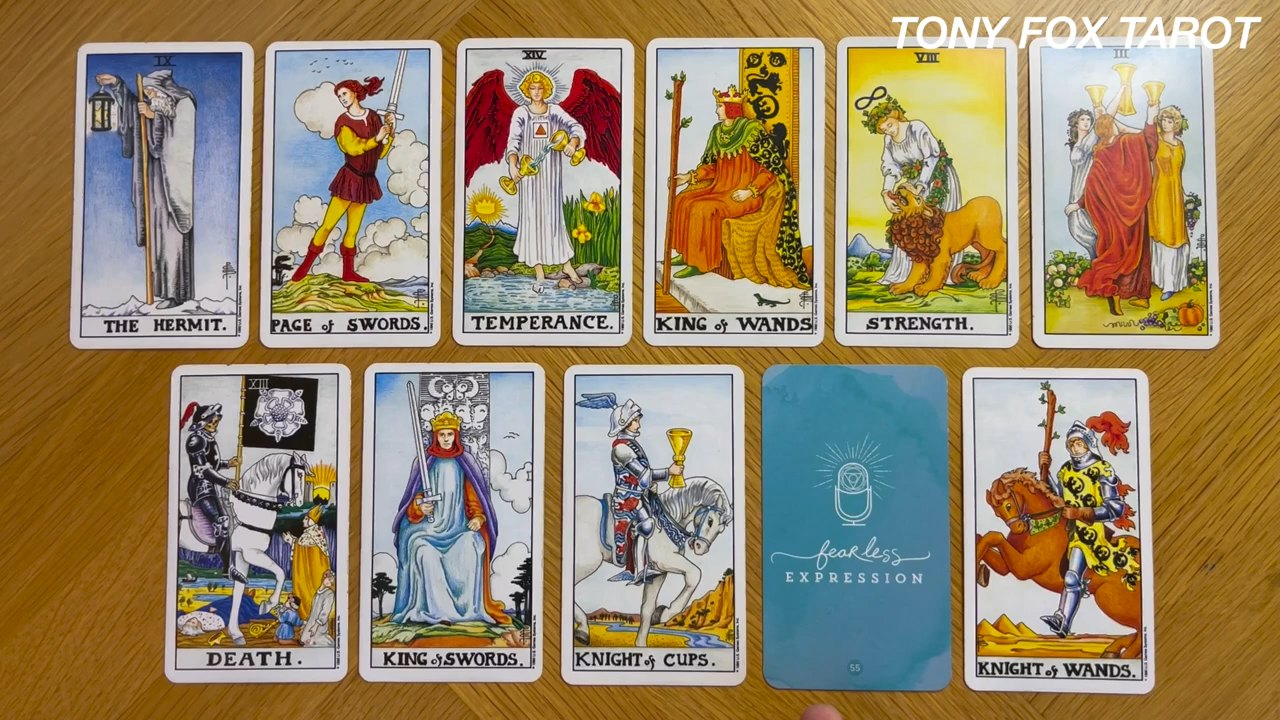 TONY FOX TAROT
IX
XIV
VIII
III
THE HERMIT.
PAGE of SWORDS.
TEMPERANCE.
KING of WANDS
STRENGTH.
XIII
fearless
EXPRESSION
55
DEATH.
KING of SWORDS.
KNIGHT of CUPS.
KNIGHT of WANDS.